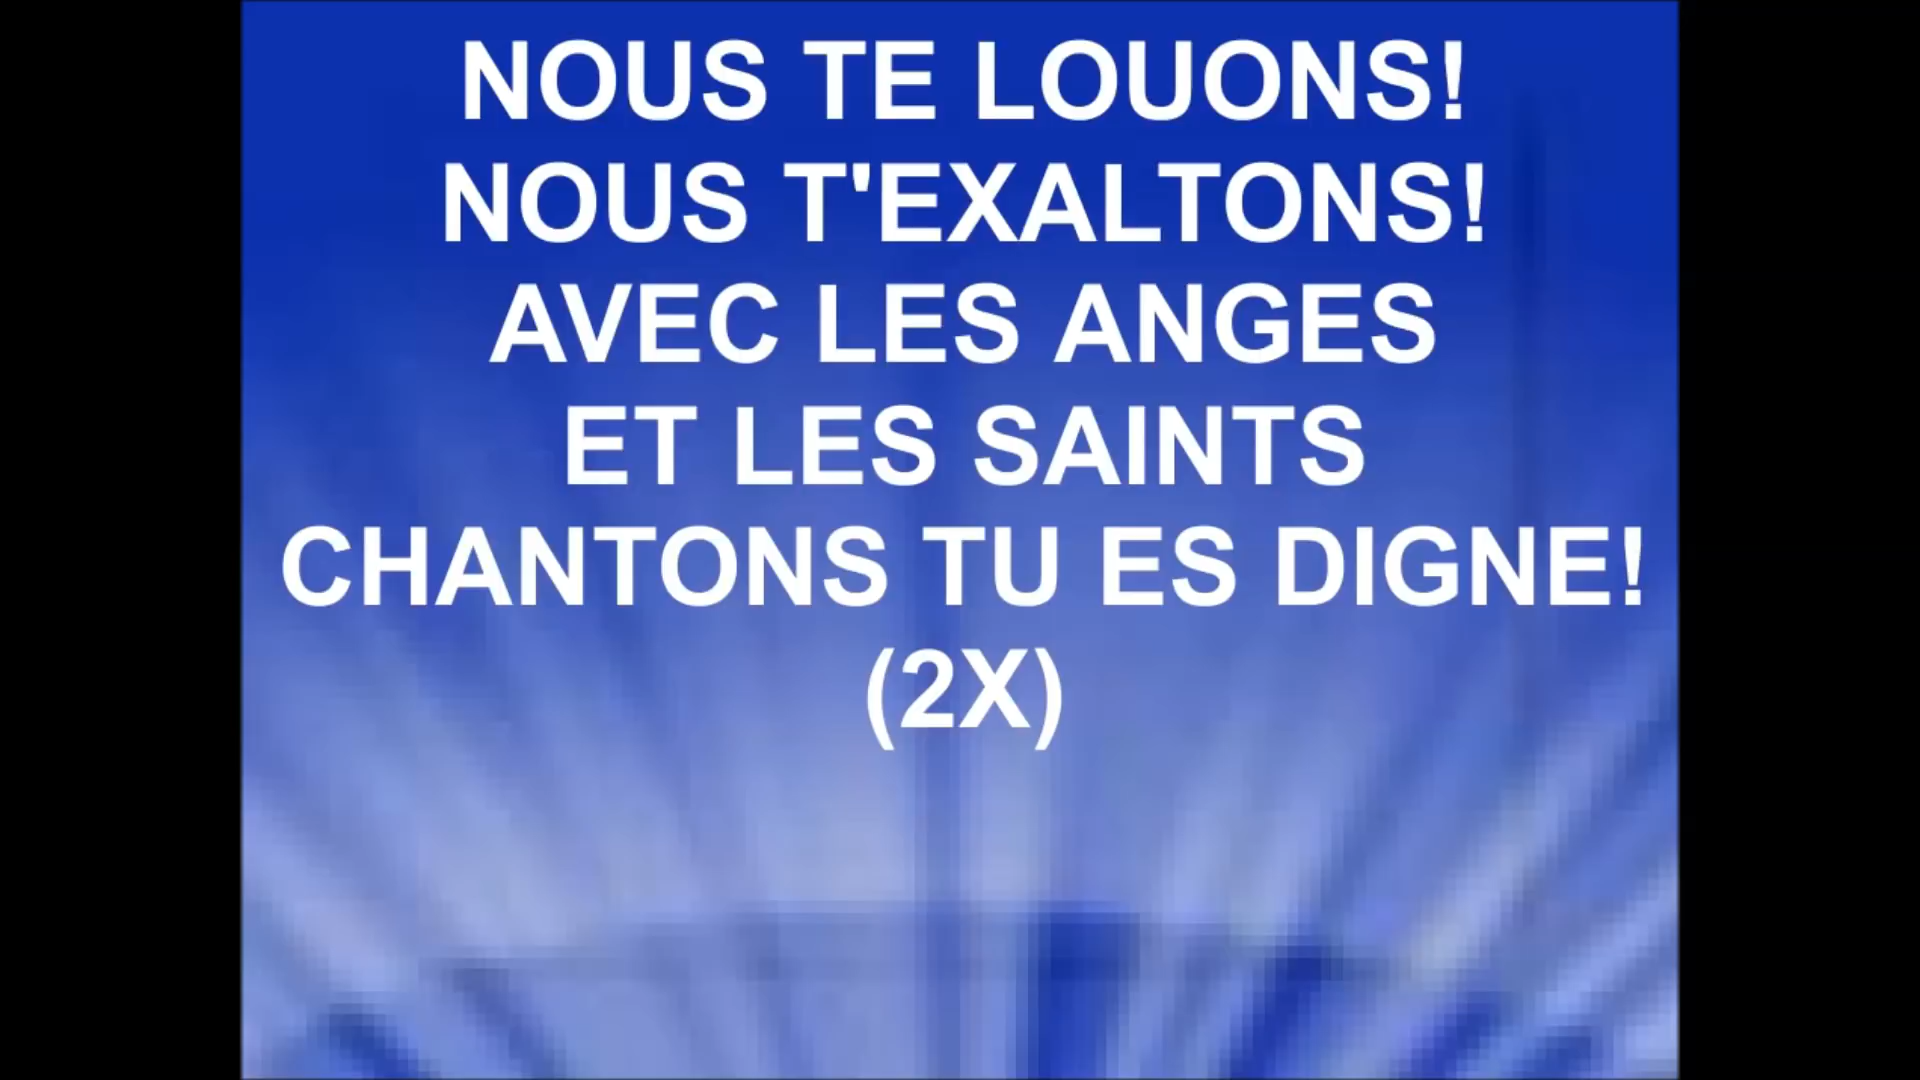 NOUS TE LOUONS!
NOUS T'EXALTONS!
AVEC LES ANGES
ET LES SAINTS
CHANTONS TU ES DIGNE!
(2X)